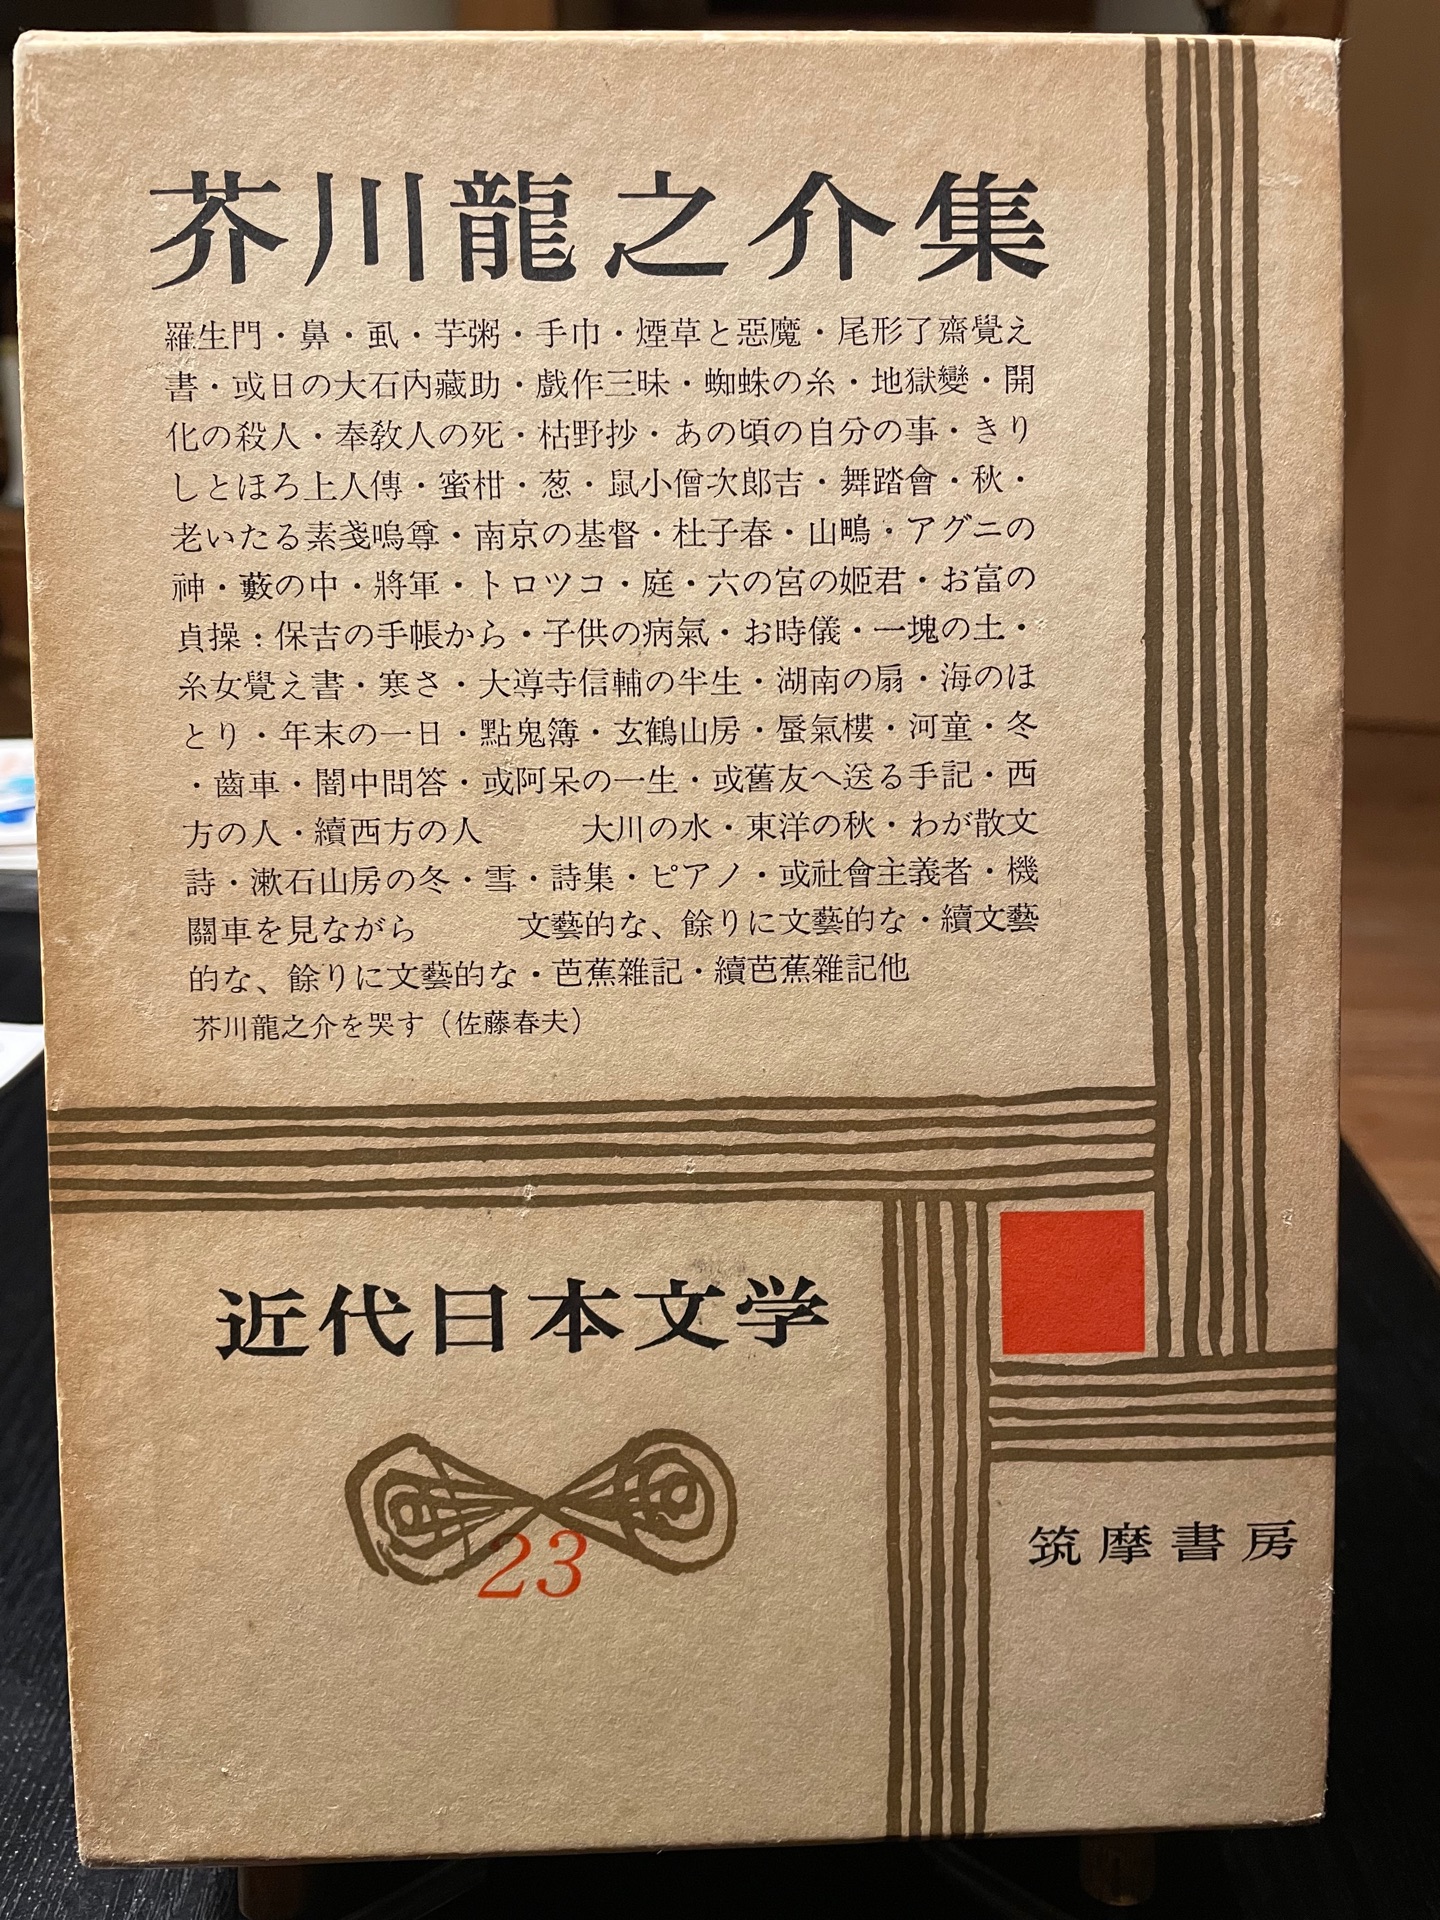 芥川龍之介集
羅生門・鼻・虱・芋粥・手巾・煙草と惡魔・尾形了齋覺え
書・或日の大石內藏助・戲作三昧・蜘蛛の糸・地獄變・開
化の殺人・奉敎人の死・枯野抄・あの頃の自分の事・きり
しとほろ上人傳・蜜柑・葱・鼠小僧次郞吉・舞踏會・秋・
老いたる素戔嗚尊・南京の基督・杜子春・山鴫・アグニの
神・藪の中・將軍・トロツコ・庭・六の宮の姬君・お富の
貞操・保吉の手帳から・子供の病氣・お時儀・一塊の土・
糸女覺え書・寒さ・大導寺信輔の半生・湖南の扇・海のほ
とり・年末の一日・點鬼簿・玄鶴山房・蜃氣樓・河童・冬
・齒車・闇中問答・或阿呆の一生・或舊友へ送る手記・西
方の人・續西方の人　　　大川の水・東洋の秋・わが散文
詩・漱石山房の冬・雪・詩集・ピアノ・或社會主義者・機
關車を見ながら　　　文藝的な、餘りに文藝的な・續文藝
的な、餘りに文藝的な・芭蕉雜記・續芭蕉雜記他
芥川龍之介を哭す（佐藤春夫）
近代日本文学
23
筑摩書房